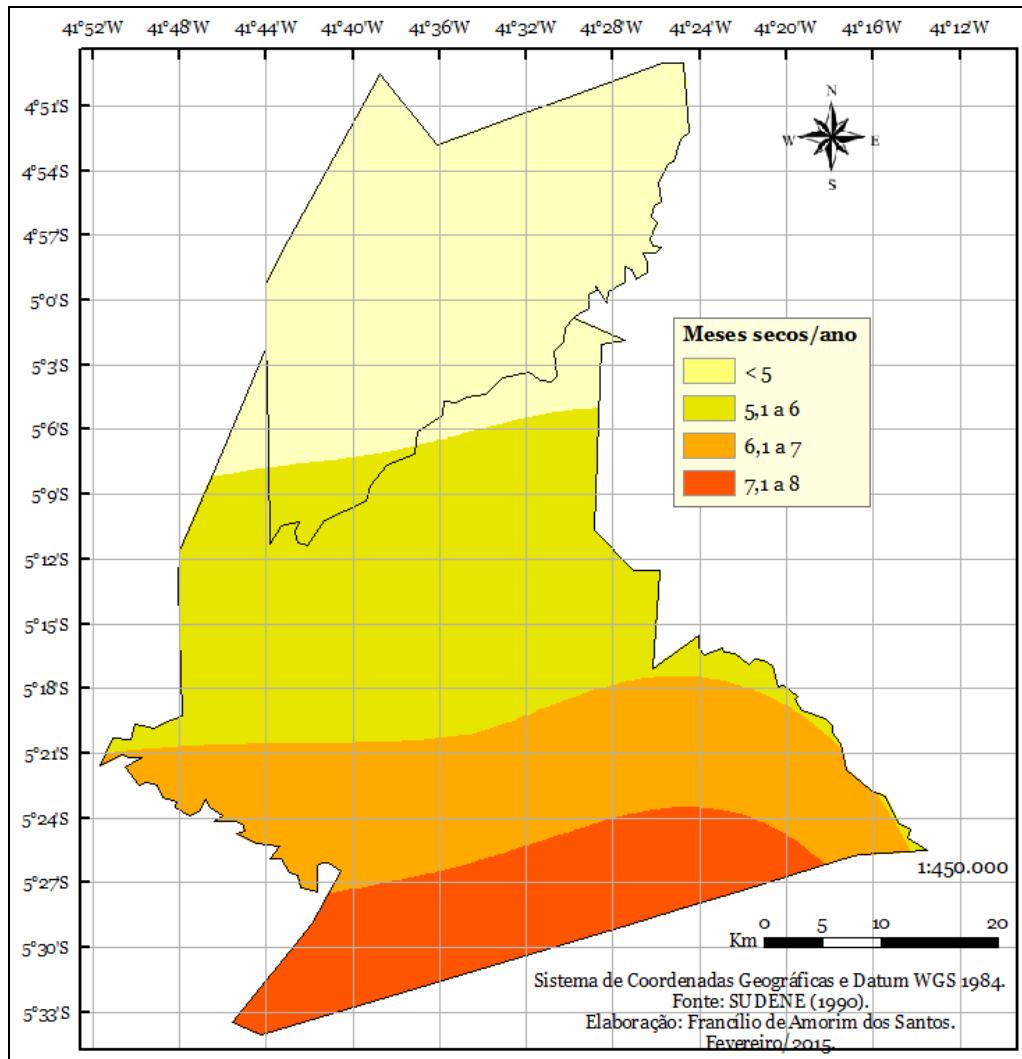 41°52'W 41°48'W 41°44'W 41°40'W 41°36'W 41°32'W 41°28'W 41°24'W 41°20'W 41°16'W 41°12'W
4°51'S
4°54'S
4°57'S
5°0'S
5°3'S
5°6'S
5°9'S
5°12'S
5°15'S
5°18'S
5°21'S
5°24'S
5°27'S
5°30'S
5°33'S
N
W E
S
Meses secos/ano
< 5
5,1 a 6
6,1 a 7
7,1 a 8
1:450.000
0 5 10 20
Km
Sistema de Coordenadas Geográficas e Datum WGS 1984.
Fonte: SUDENE (1990).
Elaboração: Francílio de Amorim dos Santos.
Fevereiro/2015.